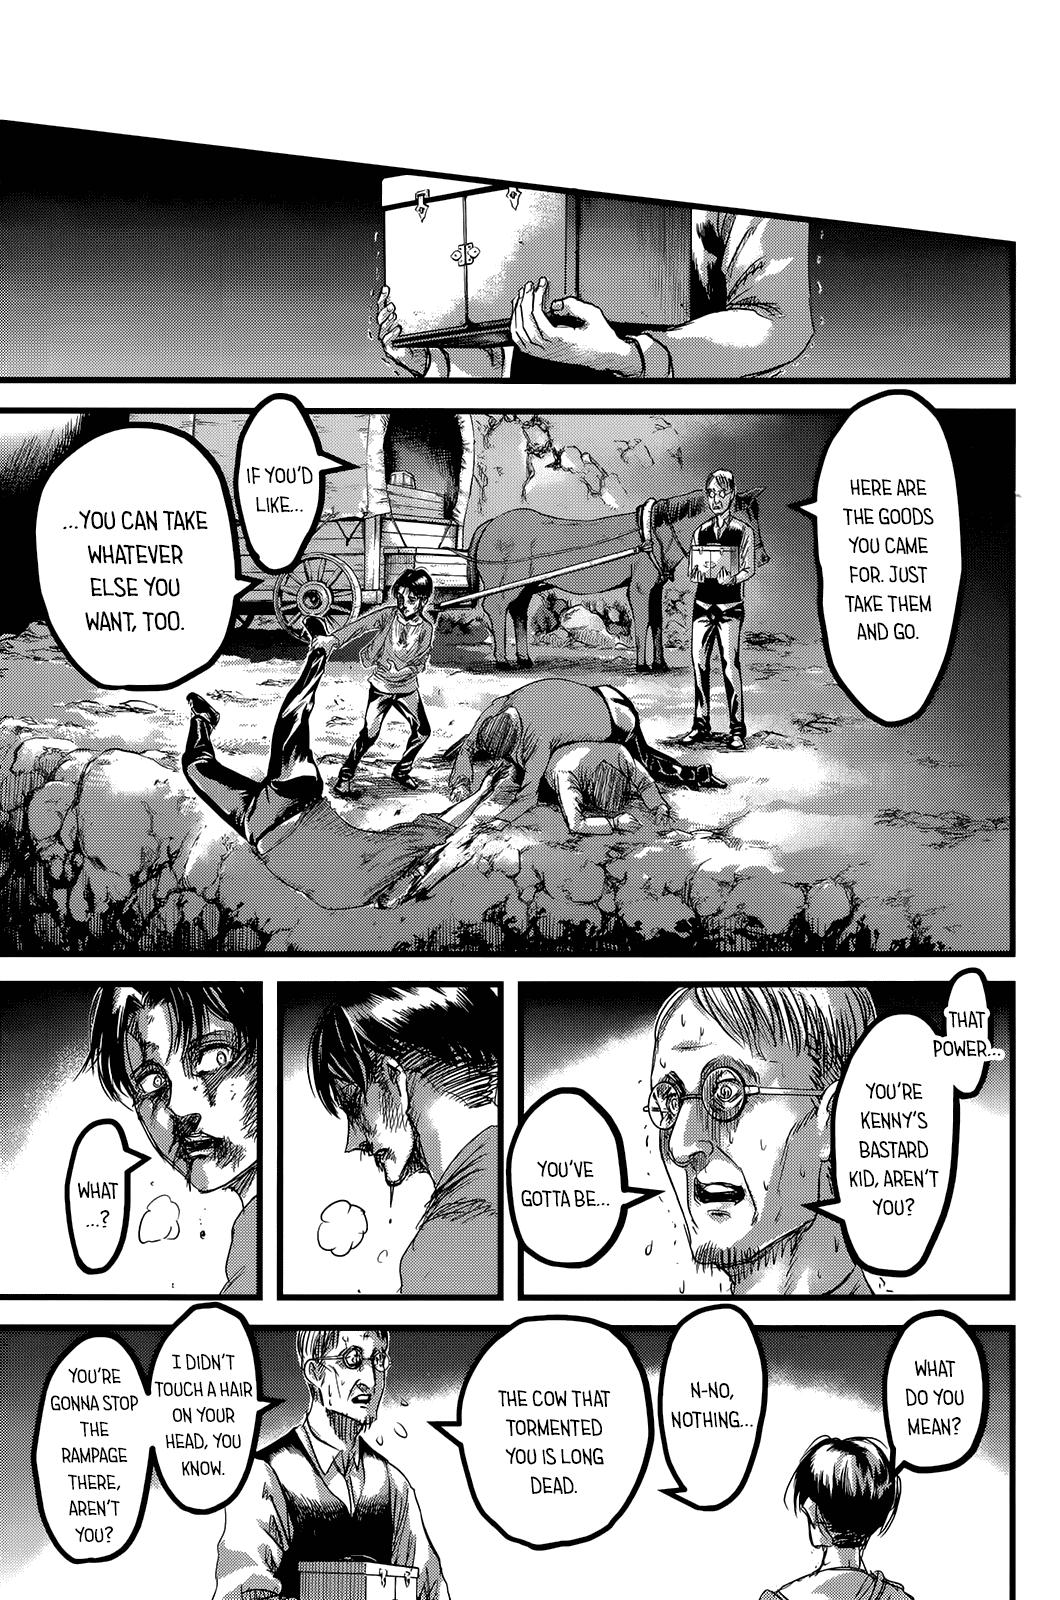 HERE ARE
THE GOODS
YOU CAME
FOR. JUST
TAKE THEM
AND GO.
IF YOU'D
LIKE...
...YOU CAN TAKE
WHATEVER
ELSE YOU
WANT, TOO.
THAT
POWER...
YOU'RE
KENNY'S
BASTARD
KID, AREN'T
YOU?
YOU'VE
GOTTA BE...
WHAT
...?
WHAT
DO YOU
MEAN?
N-NO,
NOTHING...
THE COW THAT
TORMENTED
YOU IS LONG
DEAD.
I DIDN'T
TOUCH A HAIR
ON YOUR
HEAD, YOU
KNOW.
YOU'RE
GONNA STOP
THE
RAMPAGE
THERE,
AREN'T
YOU?